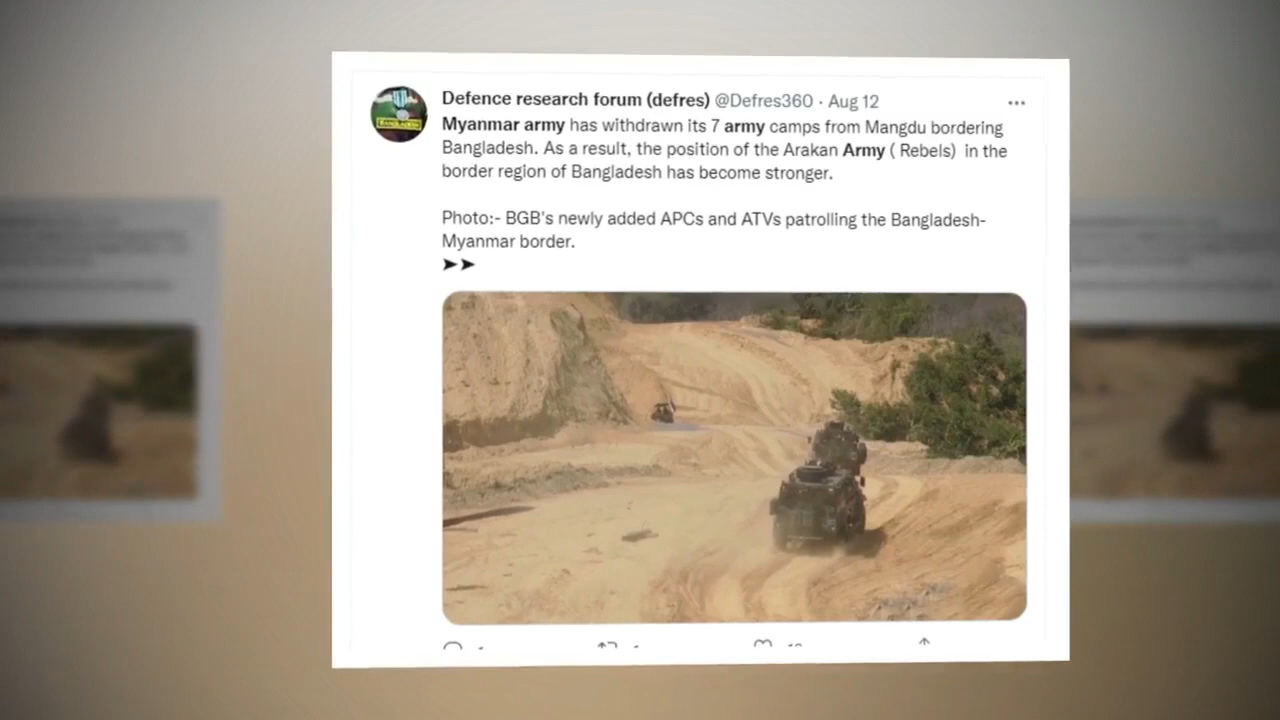 Defence research forum (defres) @Defres360 · Aug 12
Myanmar army has withdrawn its 7 army camps from Mangdu bordering
Bangladesh. As a result, the position of the Arakan Army ( Rebels) in the
border region of Bangladesh has become stronger.
Photo:- BGB's newly added APCs and ATVs patrolling the Bangladesh-
Myanmar border.